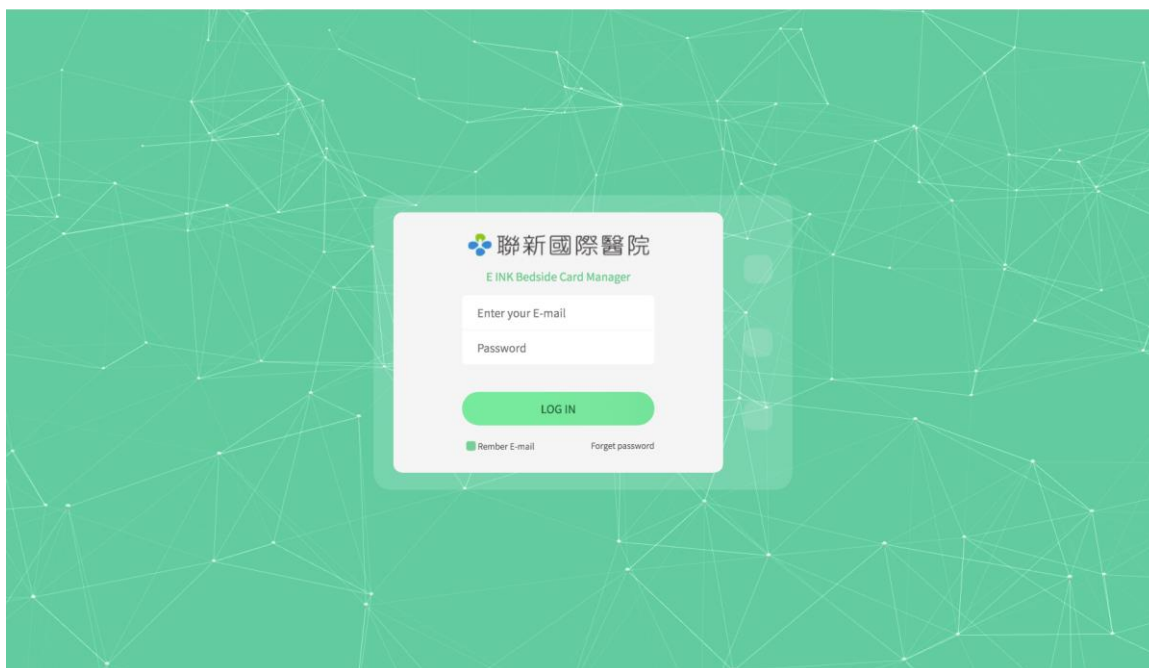 聯新國際醫院
E INK Bedside Card Manager
Enter your E-mail
Password
LOG IN
Rember E-mail
Forget password